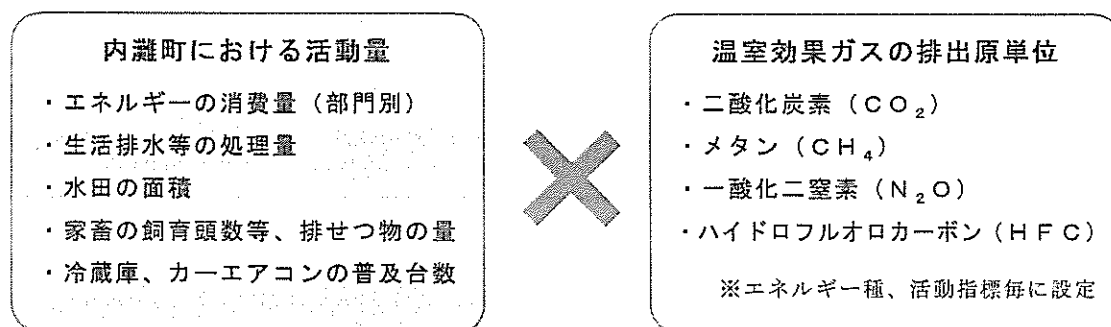 内灘町における活動量
・エネルギーの消費量（部門別）
・生活排水等の処理量
・水田の面積
・家畜の飼育頭数等、排せつ物の量
・冷蔵庫、カーエアコンの普及台数
温室効果ガスの排出原単位
・二酸化炭素（CO₂）
・メタン（CH₄）
・一酸化二窒素（N₂O）
・ハイドロフルオロカーボン（HFC）
※エネルギー種、活動指標毎に設定